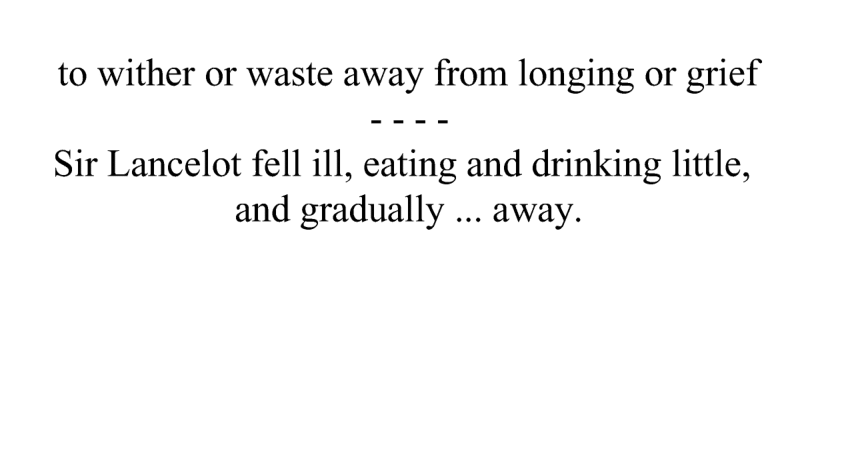 to wither or waste away from longing or grief
- - - -
Sir Lancelot fell ill, eating and drinking little,
and gradually ... away.